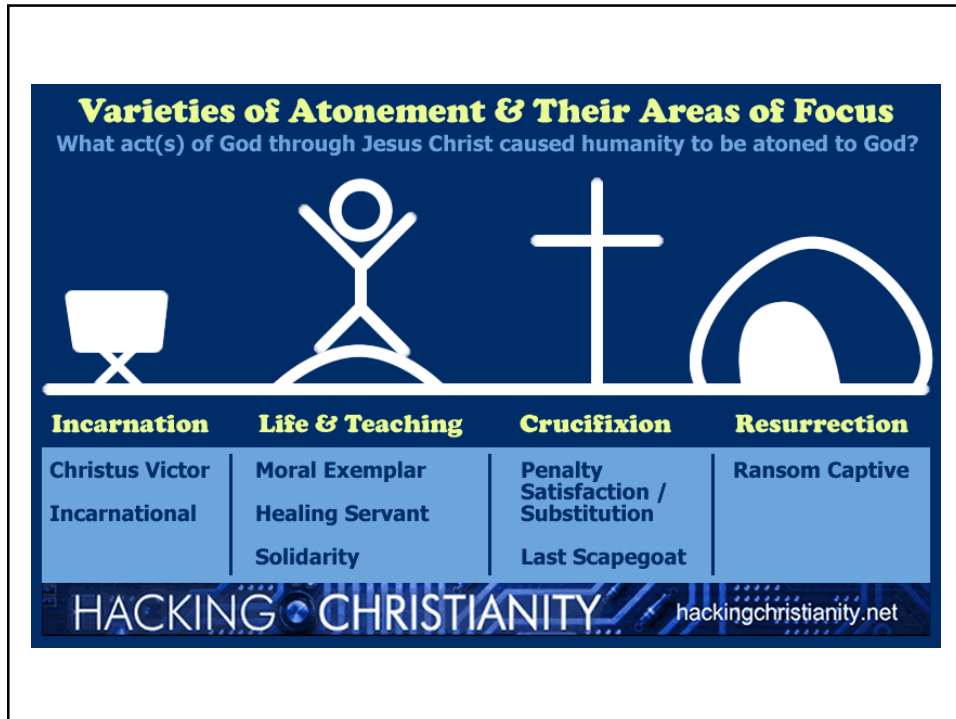 Varieties of Atonement & Their Areas of Focus
What act(s) of God through Jesus Christ caused humanity to be atoned to God?
Incarnation
Christus Victor
Incarnational
Life & Teaching
Moral Exemplar
Healing Servant
Solidarity
Crucifixion
Penalty
Satisfaction /
Substitution
Last Scapegoat
Resurrection
Ransom Captive
HACKING CHRISTIANITY
hackingchristianity.net